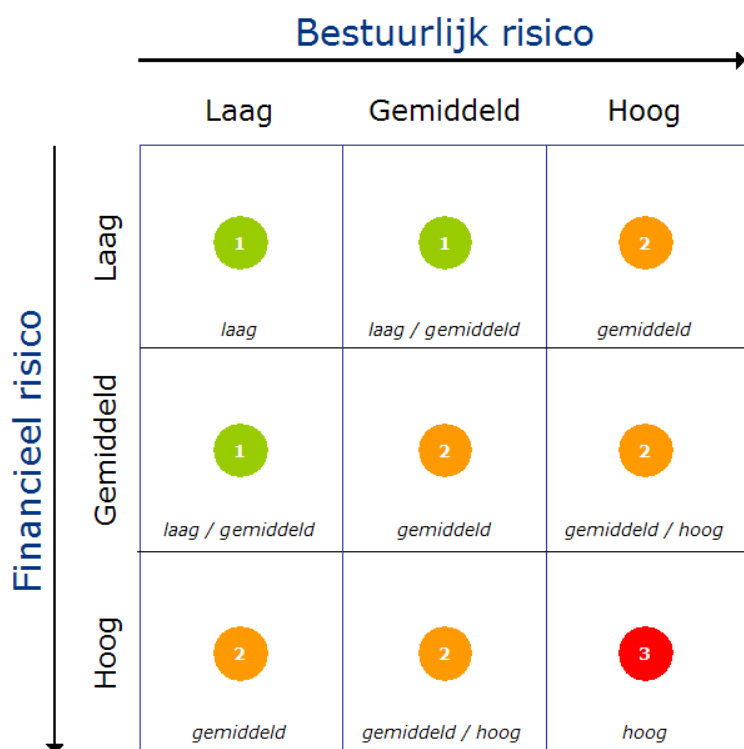 Bestuurlijk risico
Laag
Gemiddeld
Hoog
Financieel risico
Laag
1
laag
1
laag / gemiddeld
2
gemiddeld
Gemiddeld
1
laag / gemiddeld
2
gemiddeld
2
gemiddeld / hoog
Hoog
2
gemiddeld
2
gemiddeld / hoog
3
hoog